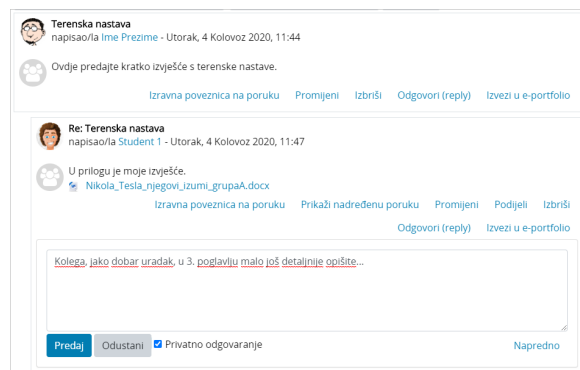 Terenska nastava
napisao/la Ime Prezime - Utorak, 4 Kolovoz 2020, 11:44
Ovdje predajte kratko izvješće s terenske nastave.
Izravna poveznica na poruku Promijeni Izbriši Odgovori (reply) Izvezi u e-portfolio
Re: Terenska nastava
napisao/la Student 1 - Utorak, 4 Kolovoz 2020, 11:47
U prilogu je moje izvješće.
Nikola_Tesla_njegovi_izumi_grupaA.docx
Izravna poveznica na poruku Prikaži nadređenu poruku Promijeni Podijeli Izbriši
Odgovori (reply) Izvezi u e-portfolio
Kolega, jako dobar uradak, u 3. poglavlju malo još detaljnije opišite...
Predaj Odustani Privatno odgovaranje Napredno